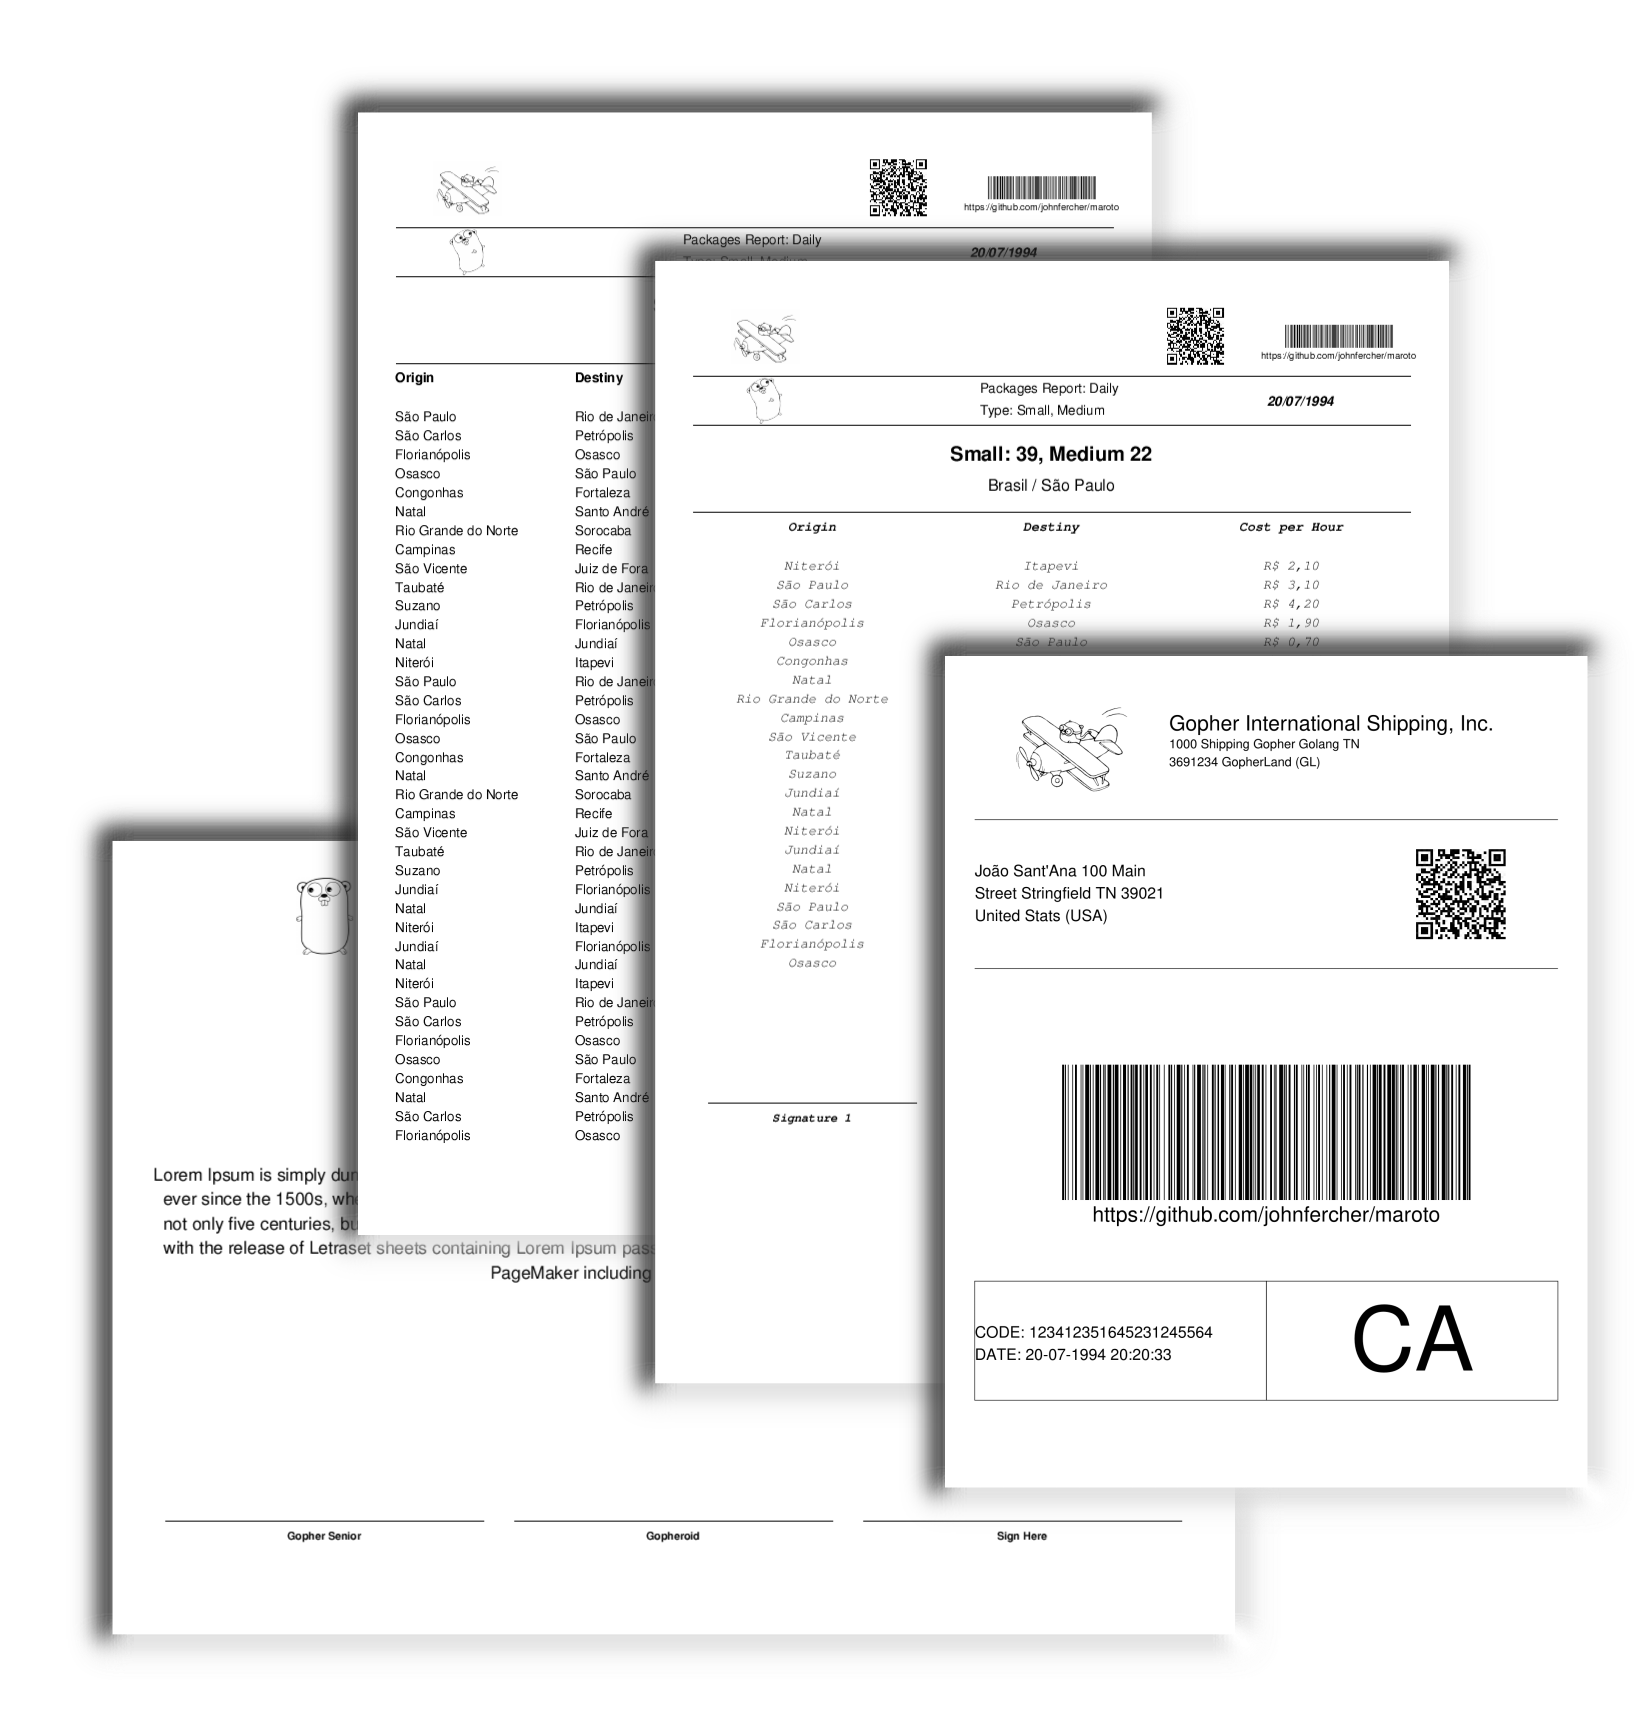 https://github.com/johnfercher/maroto
Packages Report: Daily
Type: Small, Medium
20/07/1994
Origin Destiny
São Paulo Rio de Janeir
São Carlos Petrópolis
Florianópolis Osasco
Osasco São Paulo
Congonhas Fortaleza
Natal Santo André
Rio Grande do Norte Sorocaba
Campinas Recife
São Vicente Juiz de Fora
Taubaté Rio de Janeir
Suzano Petrópolis
Jundiaí Florianópolis
Natal Jundiaí
Niterói Itapevi
São Paulo Rio de Janeir
São Carlos Petrópolis
Florianópolis Osasco
Osasco São Paulo
Congonhas Fortaleza
Natal Santo André
Rio Grande do Norte Sorocaba
Campinas Recife
São Vicente Juiz de Fora
Taubaté Rio de Janeir
Suzano Petrópolis
Jundiaí Florianópolis
Natal Jundiaí
Niterói Itapevi
Jundiaí Florianópolis
Natal Jundiaí
Niterói Itapevi
São Paulo Rio de Janeir
São Carlos Petrópolis
Florianópolis Osasco
Osasco São Paulo
Congonhas Fortaleza
Natal Santo André
São Carlos Petrópolis
Florianópolis Osasco
https://github.com/johnfercher/maroto
Packages Report: Daily
Type: Small, Medium
20/07/1994
Small: 39, Medium 22
Brasil / São Paulo
Origin Destiny Cost per Hour
Niterói Itapevi R$ 2,10
São Paulo Rio de Janeiro R$ 3,10
São Carlos Petrópolis R$ 4,20
Florianópolis Osasco R$ 1,90
Osasco São Paulo R$ 0,70
Congonhas
Natal
Rio Grande do Norte
Campinas
São Vicente
Taubaté
Suzano
Jundiaí
Natal
Niterói
Jundiaí
Natal
Niterói
São Paulo
São Carlos
Florianópolis
Osasco
Signature 1
Gopher International Shipping, Inc.
1000 Shipping Gopher Golang TN
3691234 GopherLand (GL)
João Sant'Ana 100 Main
Street Stringfield TN 39021
United Stats (USA)
https://github.com/johnfercher/maroto
CODE: 123412351645231245564
DATE: 20-07-1994 20:20:33
CA
Lorem Ipsum is simply
ever since the 1500s,
not only five centuries,
with the release of Letraset sheets containing Lorem Ipsum
PageMaker including
Gopher Senior Gopheroid Sign Here